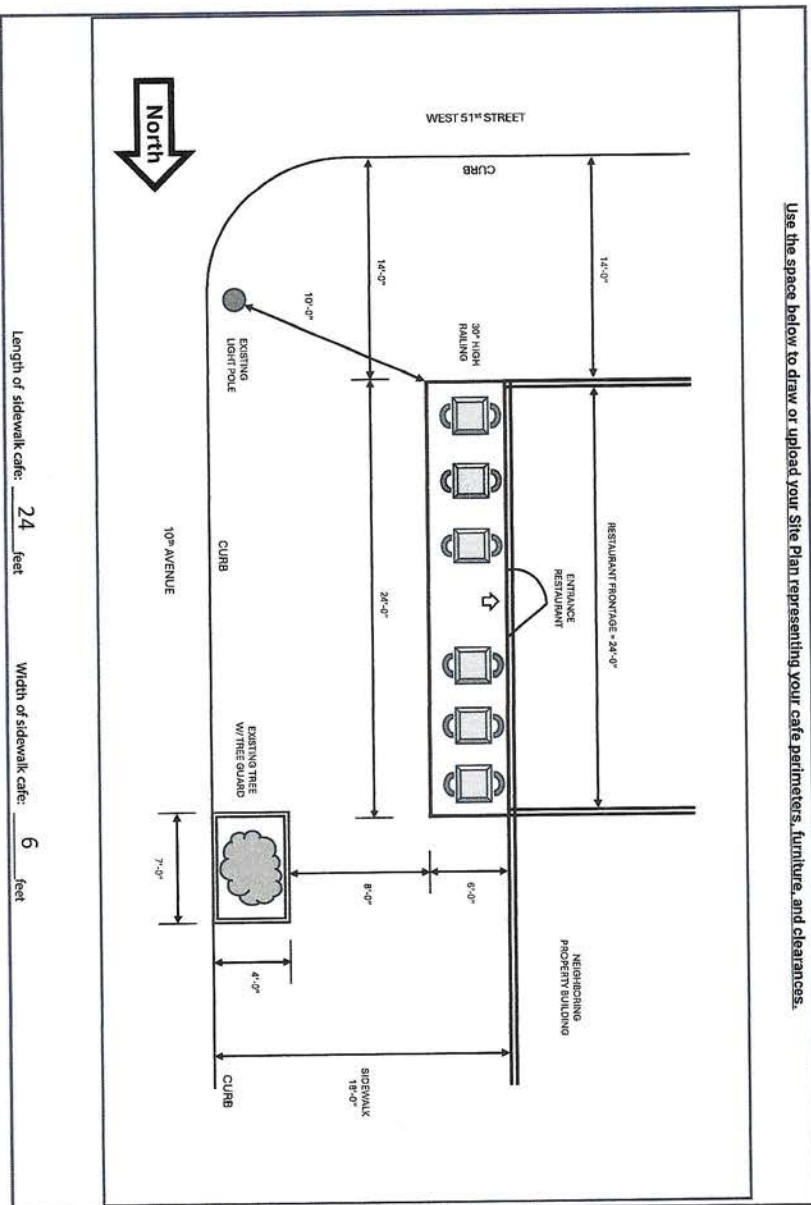 Use the space below to draw or upload your Site Plan representing your cafe perimeters, furniture, and clearances.
WEST 51st STREET
CURB
14'-0"
14'-0"
North
10'-0"
EXISTING
LIGHT POLE
30" HIGH
RAILING
RESTAURANT FRONTAGE = 24'-0"
ENTRANCE
RESTAURANT
24'-0"
CURB
10th AVENUE
EXISTING TREE
W/ TREE GUARD
7'-0"
8'-0"
6'-0"
4'-0"
NEIGHBORING
PROPERTY BUILDING
SIDEWALK
18'-0"
CURB
Length of sidewalk cafe: 24 feet Width of sidewalk cafe: 6 feet